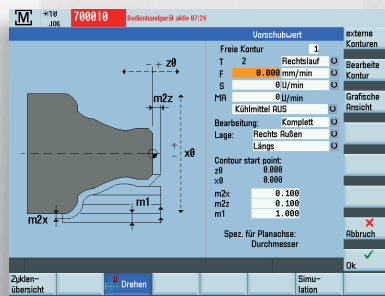 M →10
JOG
700010 Bedienhandgerät aktiv 07:24
Vorschubwert
externe
Konturen
Freie Kontur 1
T 2 Rechtslauf
F 0.000 mm/min
S 0 U/min
MR 0 U/min
Kühlmittel AUS
Bearbeitung: Komplett
Lage: Rechts Außen
Längs
Contour start point:
z0 0.000
x0 0.000
m2x 0.100
m2z 0.100
m1 1.000
Spez. für Planachse:
Durchmesser
- + z0
m2z
+
-
x0
m1
m2x
Bearbeite
Kontur
Grafische
Ansicht
Abbruch
Ok
Zyklen-
übersicht
Drehen
Simu-
lation